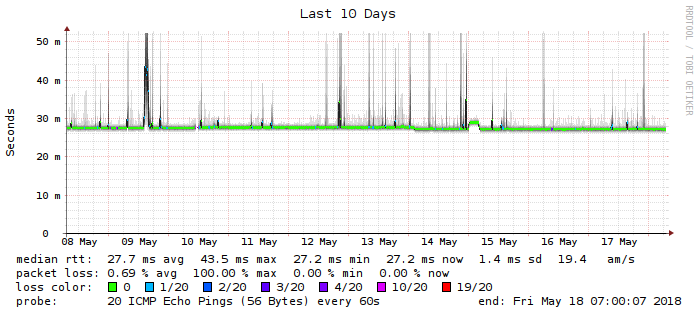 Last 10 Days
RRDTOOL / TOBI OETIKER
Seconds
50 m
40 m
30 m
20 m
10 m
0
08 May 09 May 10 May 11 May 12 May 13 May 14 May 15 May 16 May 17 May
median rtt: 27.7 ms avg 43.5 ms max 27.2 ms min 27.2 ms now 1.4 ms sd 19.4 am/s
packet loss: 0.69 % avg 100.00 % max 0.00 % min 0.00 % now
loss color: 0 1/20 2/20 3/20 4/20 10/20 19/20
probe: 20 ICMP Echo Pings (56 Bytes) every 60s end: Fri May 18 07:00:07 2018